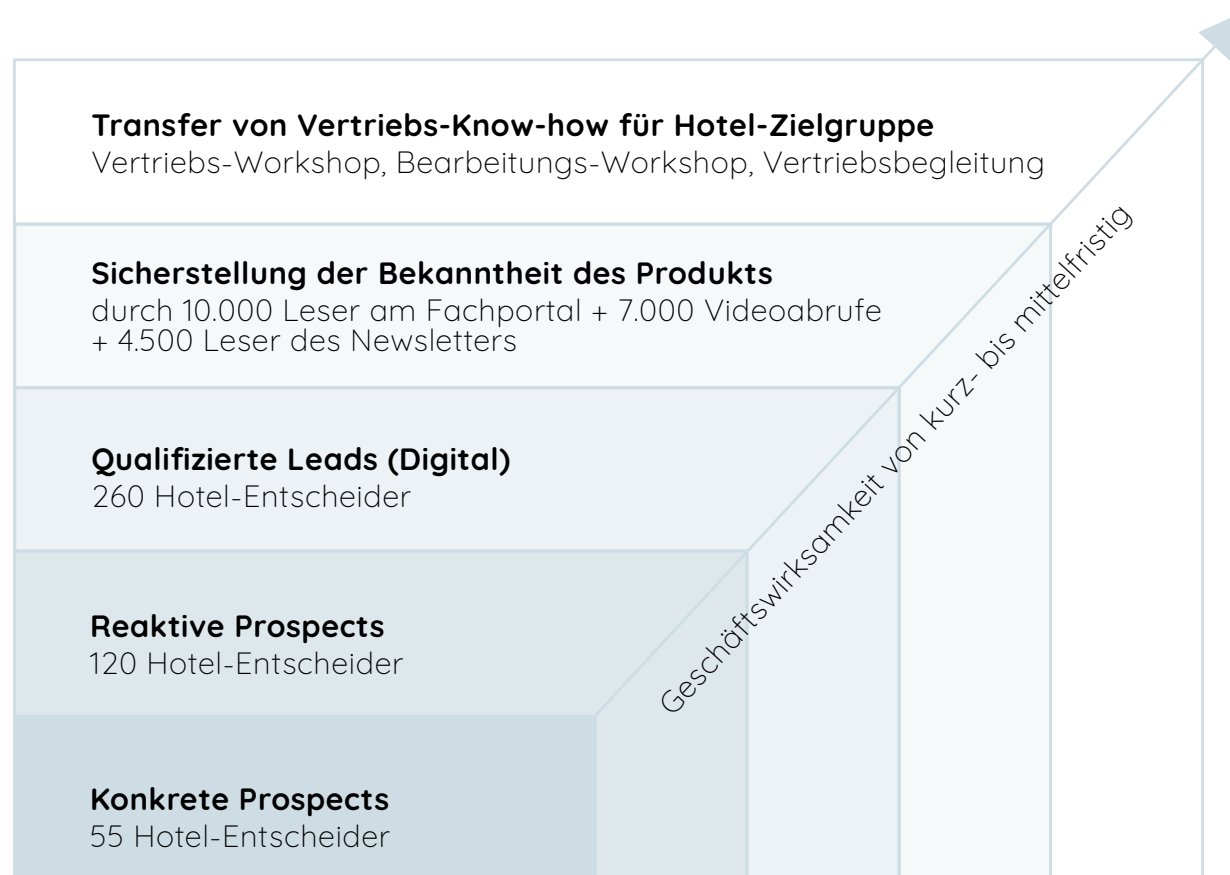 Transfer von Vertriebs-Know-how für Hotel-Zielgruppe
Vertriebs-Workshop, Bearbeitungs-Workshop, Vertriebsbegleitung
Sicherstellung der Bekanntheit des Produkts
durch 10.000 Leser am Fachportal + 7.000 Videoabrufe
+ 4.500 Leser des Newsletters
Qualifizierte Leads (Digital)
260 Hotel-Entscheider
Reaktive Prospects
120 Hotel-Entscheider
Konkrete Prospects
55 Hotel-Entscheider
Geschäftswirksamkeit von kurz- bis mittelfristig